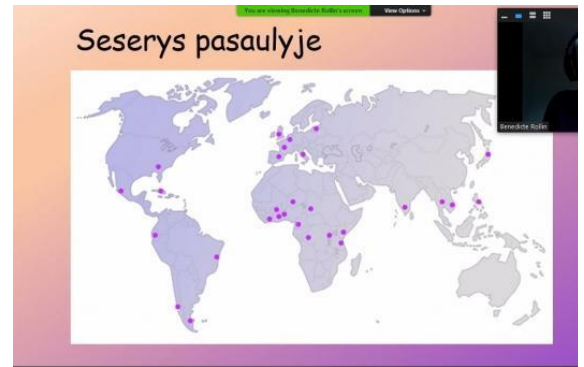 You are viewing Benedicte Rollin's screen
View Options
Seserys pasaulyje
Benedicte Rollin